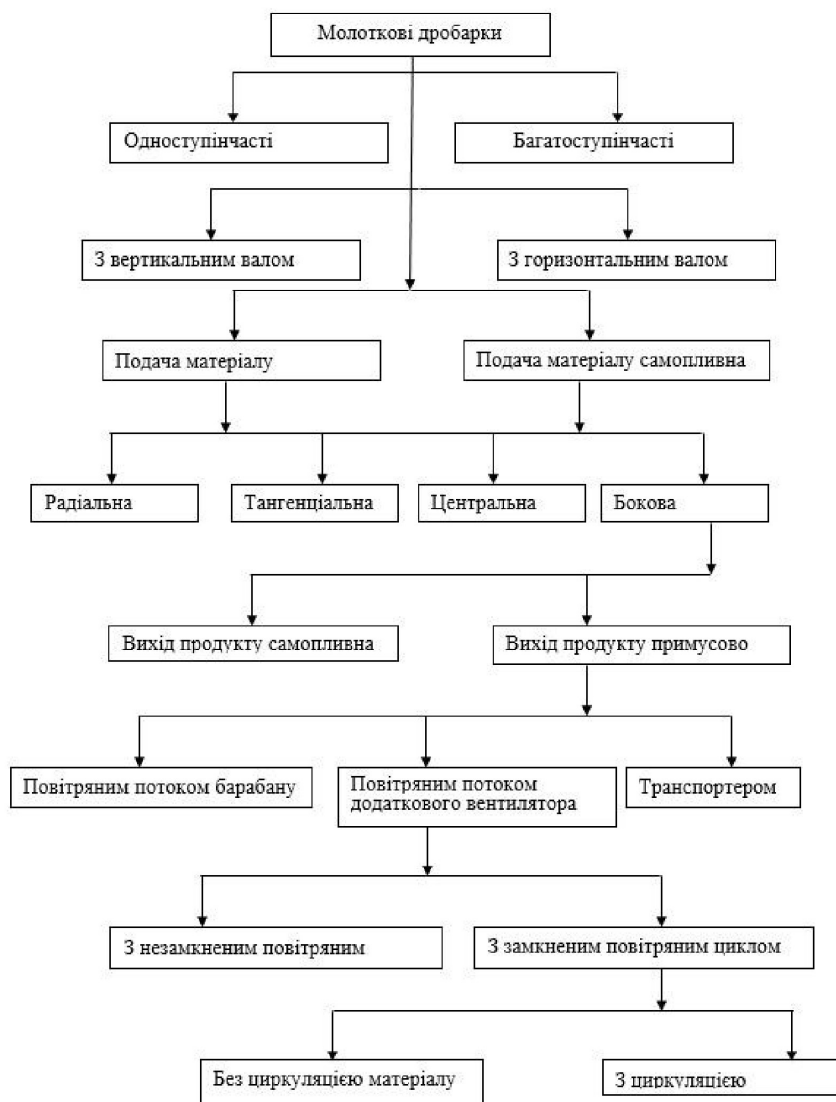 Молоткові дробарки
Одноступінчасті
Багатоступінчасті
З вертикальним валом
З горизонтальним валом
Подача матеріалу
Подача матеріалу самопливна
Радіальна
Тангенціальна
Центральна
Бокова
Вихід продукту самопливна
Вихід продукту примусово
Повітряним потоком барабану
Повітряним потоком
додаткового вентилятора
Транспортером
З незамкненим повітряним
З замкненим повітряним циклом
Без циркуляцією матеріалу
З циркуляцією